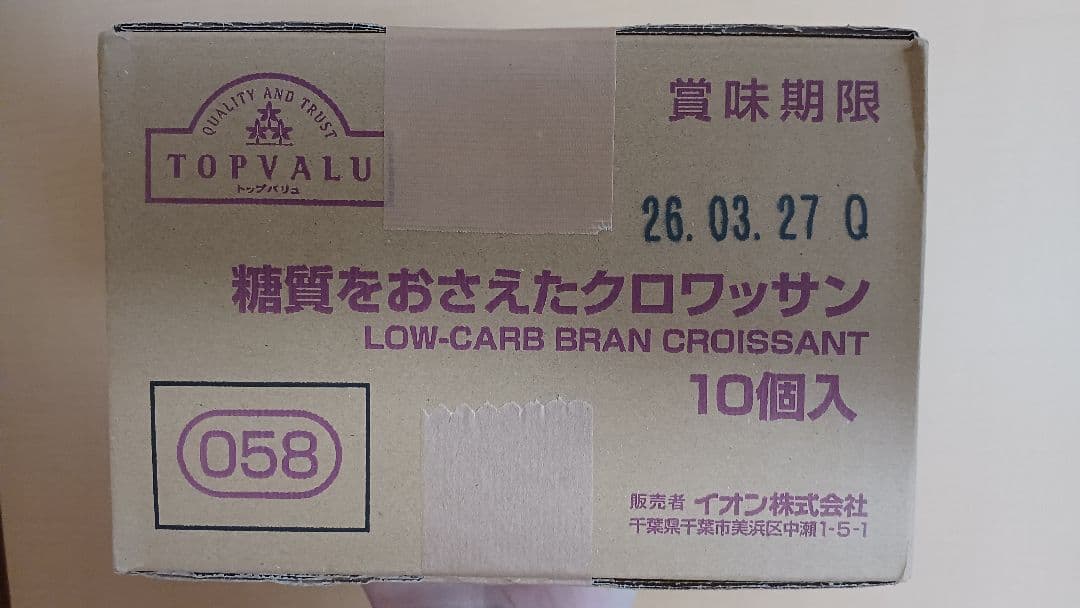 QUALITY AND TRUST
TOPVALU
トップバリュ
賞味期限
26.03.27 Q
糖質をおさえたクロワッサン
LOW-CARB BRAN CROISSANT
10個入
058
販売者 イオン株式会社
千葉県千葉市美浜区中瀬1-5-1